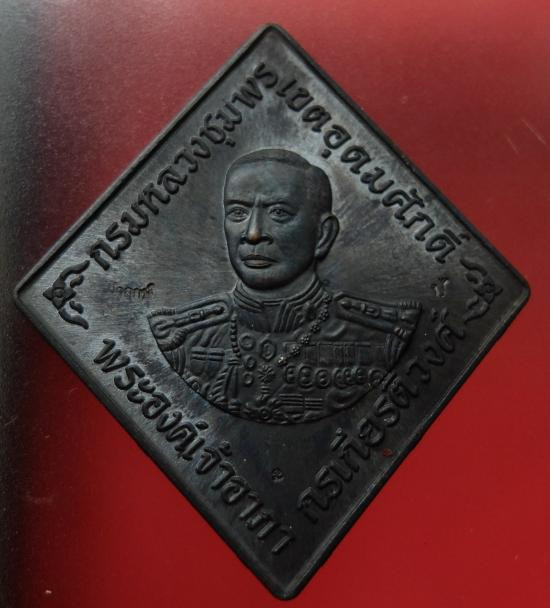 กรมหลวงชุมพร
เขตอุดมศักดิ์
พระองค์เจ้าอาภา
กรเกียรติวงศ์